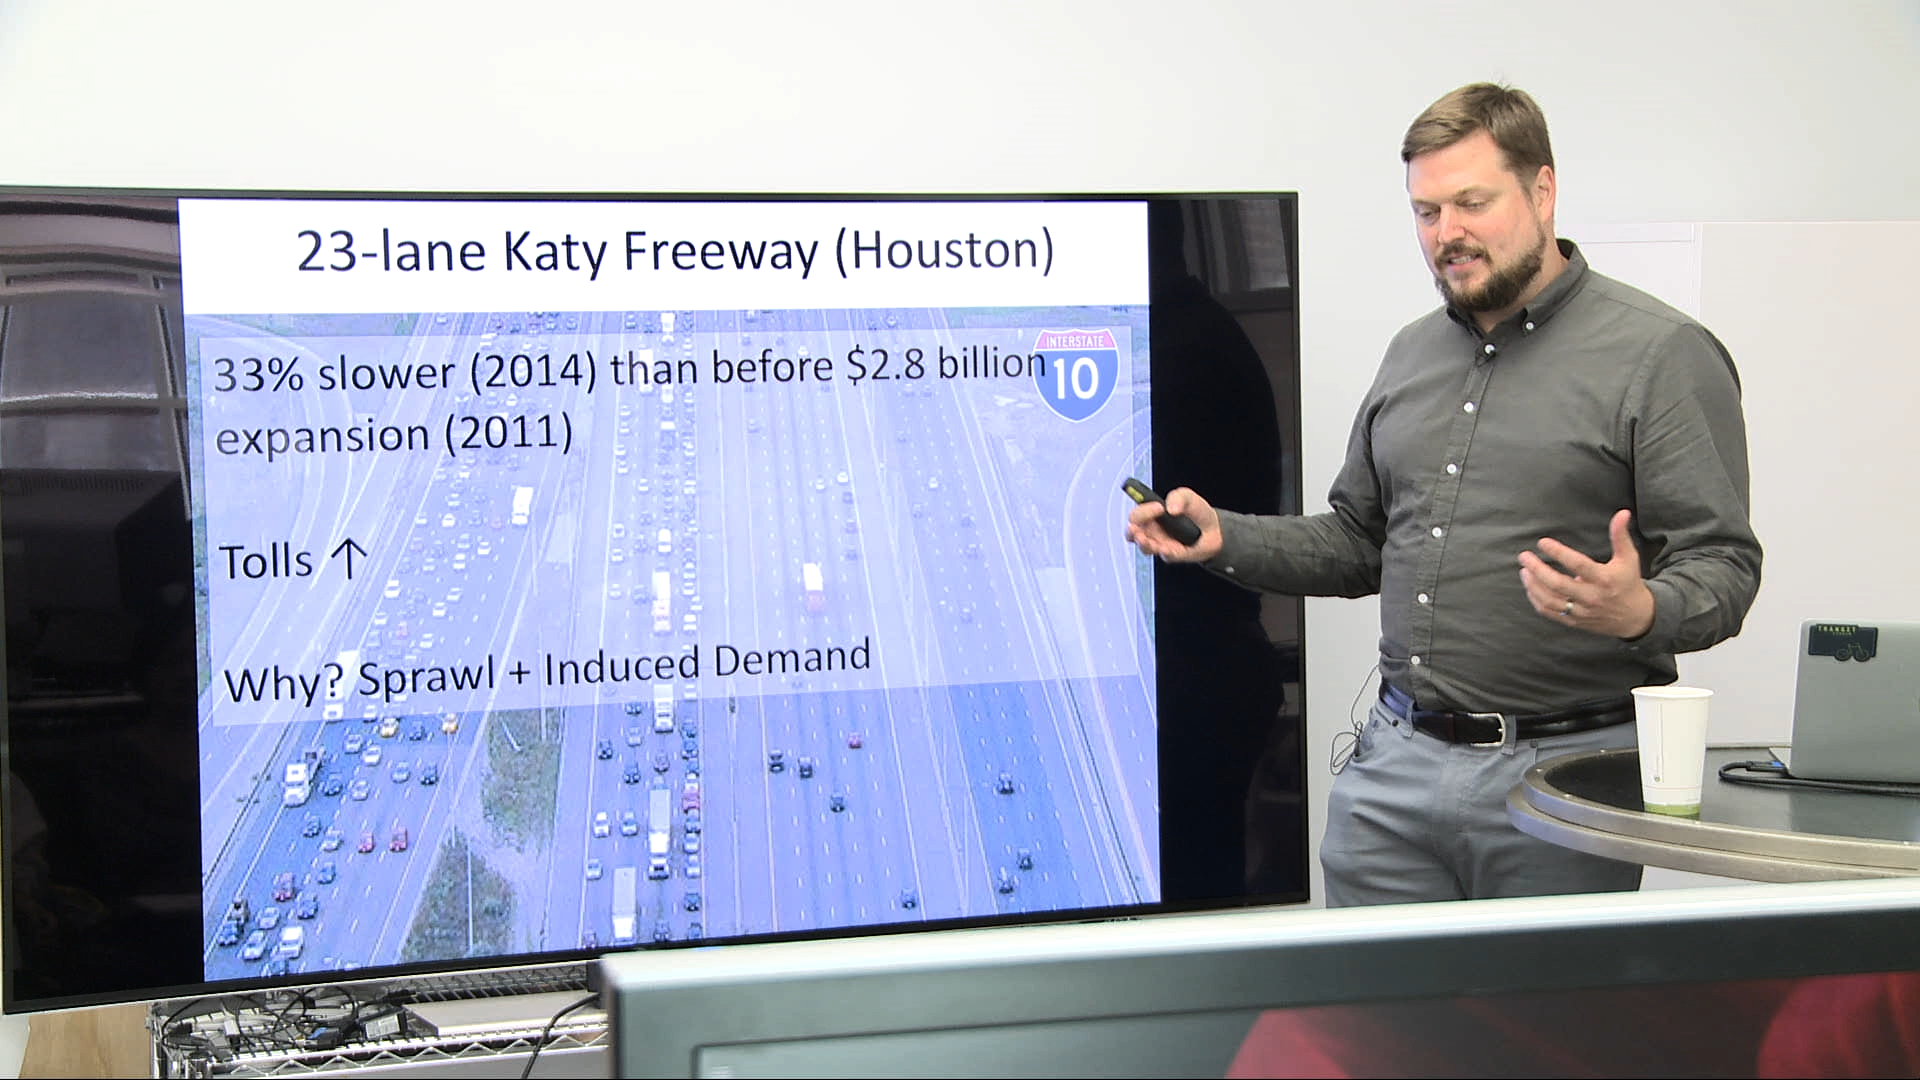 23-lane Katy Freeway (Houston)
33% slower (2014) than before $2.8 billion
expansion (2011)
INTERSTATE
10
Tolls ↑
Why? Sprawl + Induced Demand
TRANSIT